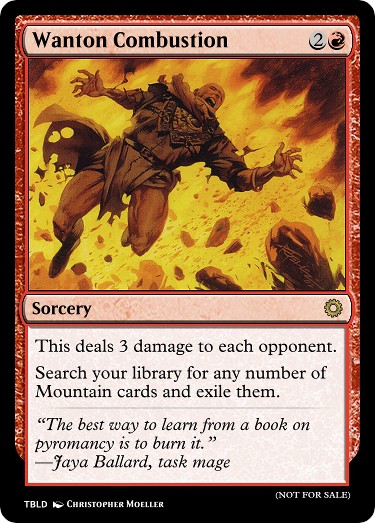 Wanton Combustion 2
Sorcery
This deals 3 damage to each opponent.
Search your library for any number of
Mountain cards and exile them.
“The best way to learn from a book on
pyromancy is to burn it.”
—Jaya Ballard, task mage
(NOT FOR SALE)
TBLD Christopher Moeller